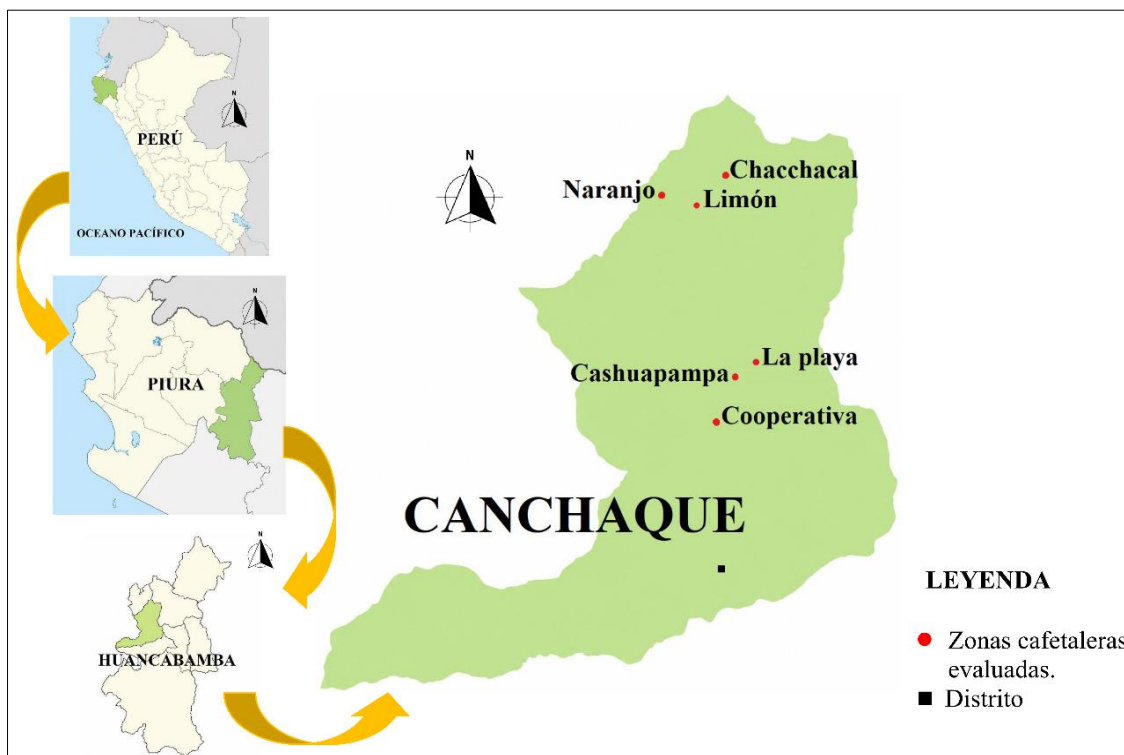 N
PERÚ
OCEANO PACÍFICO
N
PIURA
N
HUANCABAMBA
N
Chacchacal
Naranjo
Limón
La playa
Cashuapampa
Cooperativa
CANCHAQUE
LEYENDA
Zonas cafetaleras
evaluadas.
Distrito